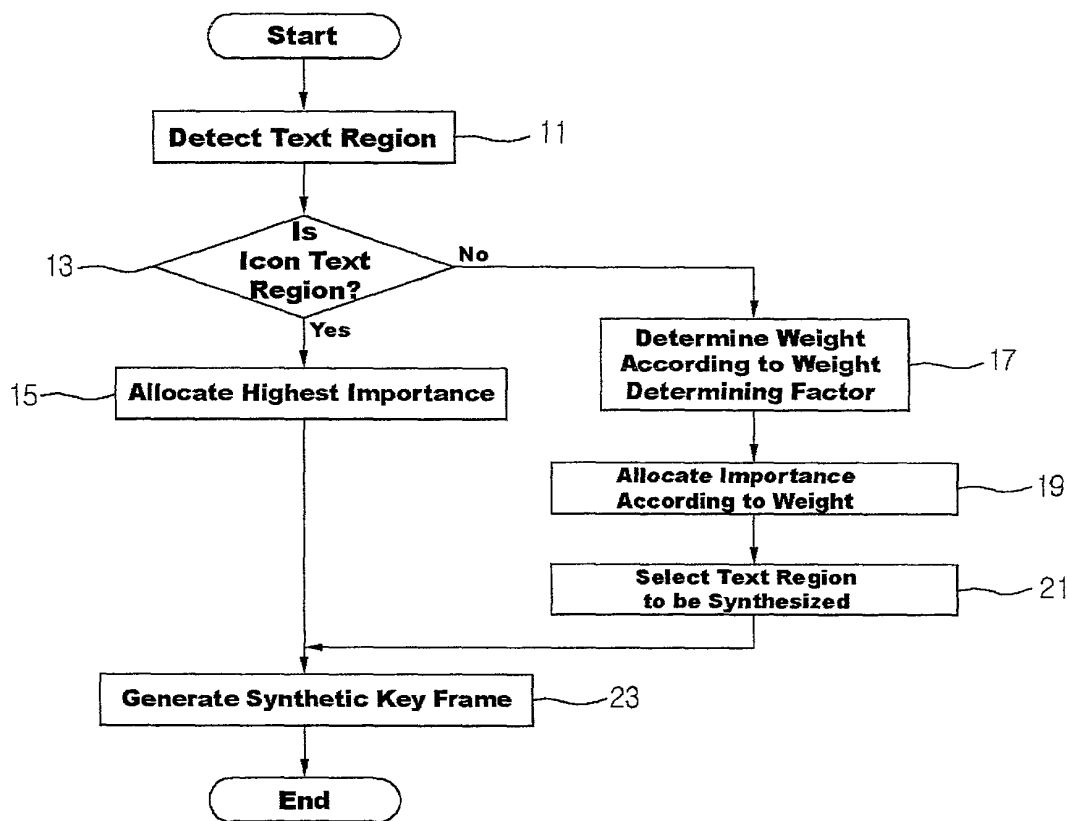 Start
Detect Text Region
11
Is
Icon Text
Region?
13
No
Yes
Determine Weight
According to Weight
Determining Factor
17
15
Allocate Highest Importance
Allocate Importance
According to Weight
19
Select Text Region
to be Synthesized
21
Generate Synthetic Key Frame
23
End